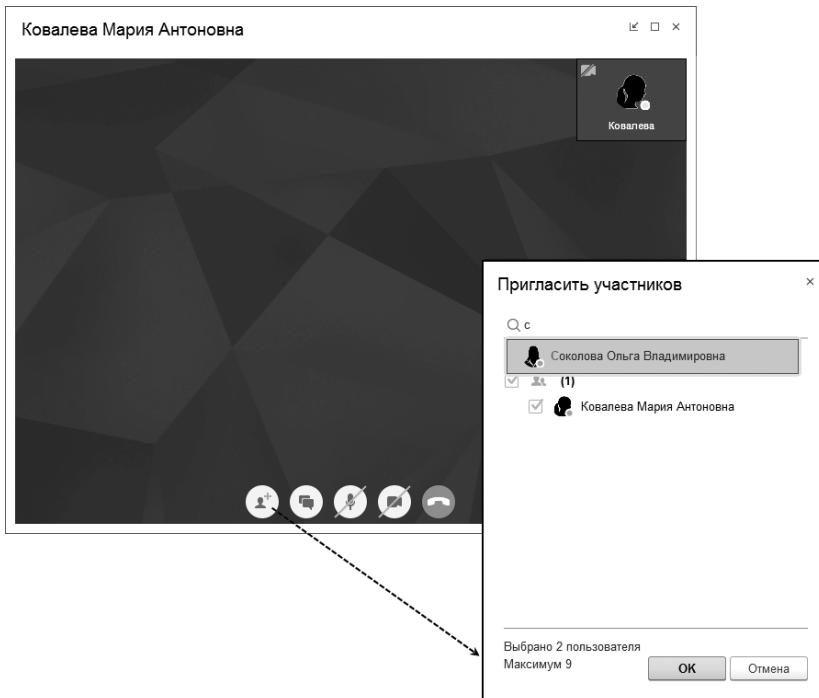 Ковалева Мария Антоновна
Ковалева
Пригласить участников
с
Соколова Ольга Владимировна
(1)
Ковалева Мария Антоновна
Выбрано 2 пользователя
Максимум 9
OK
Отмена